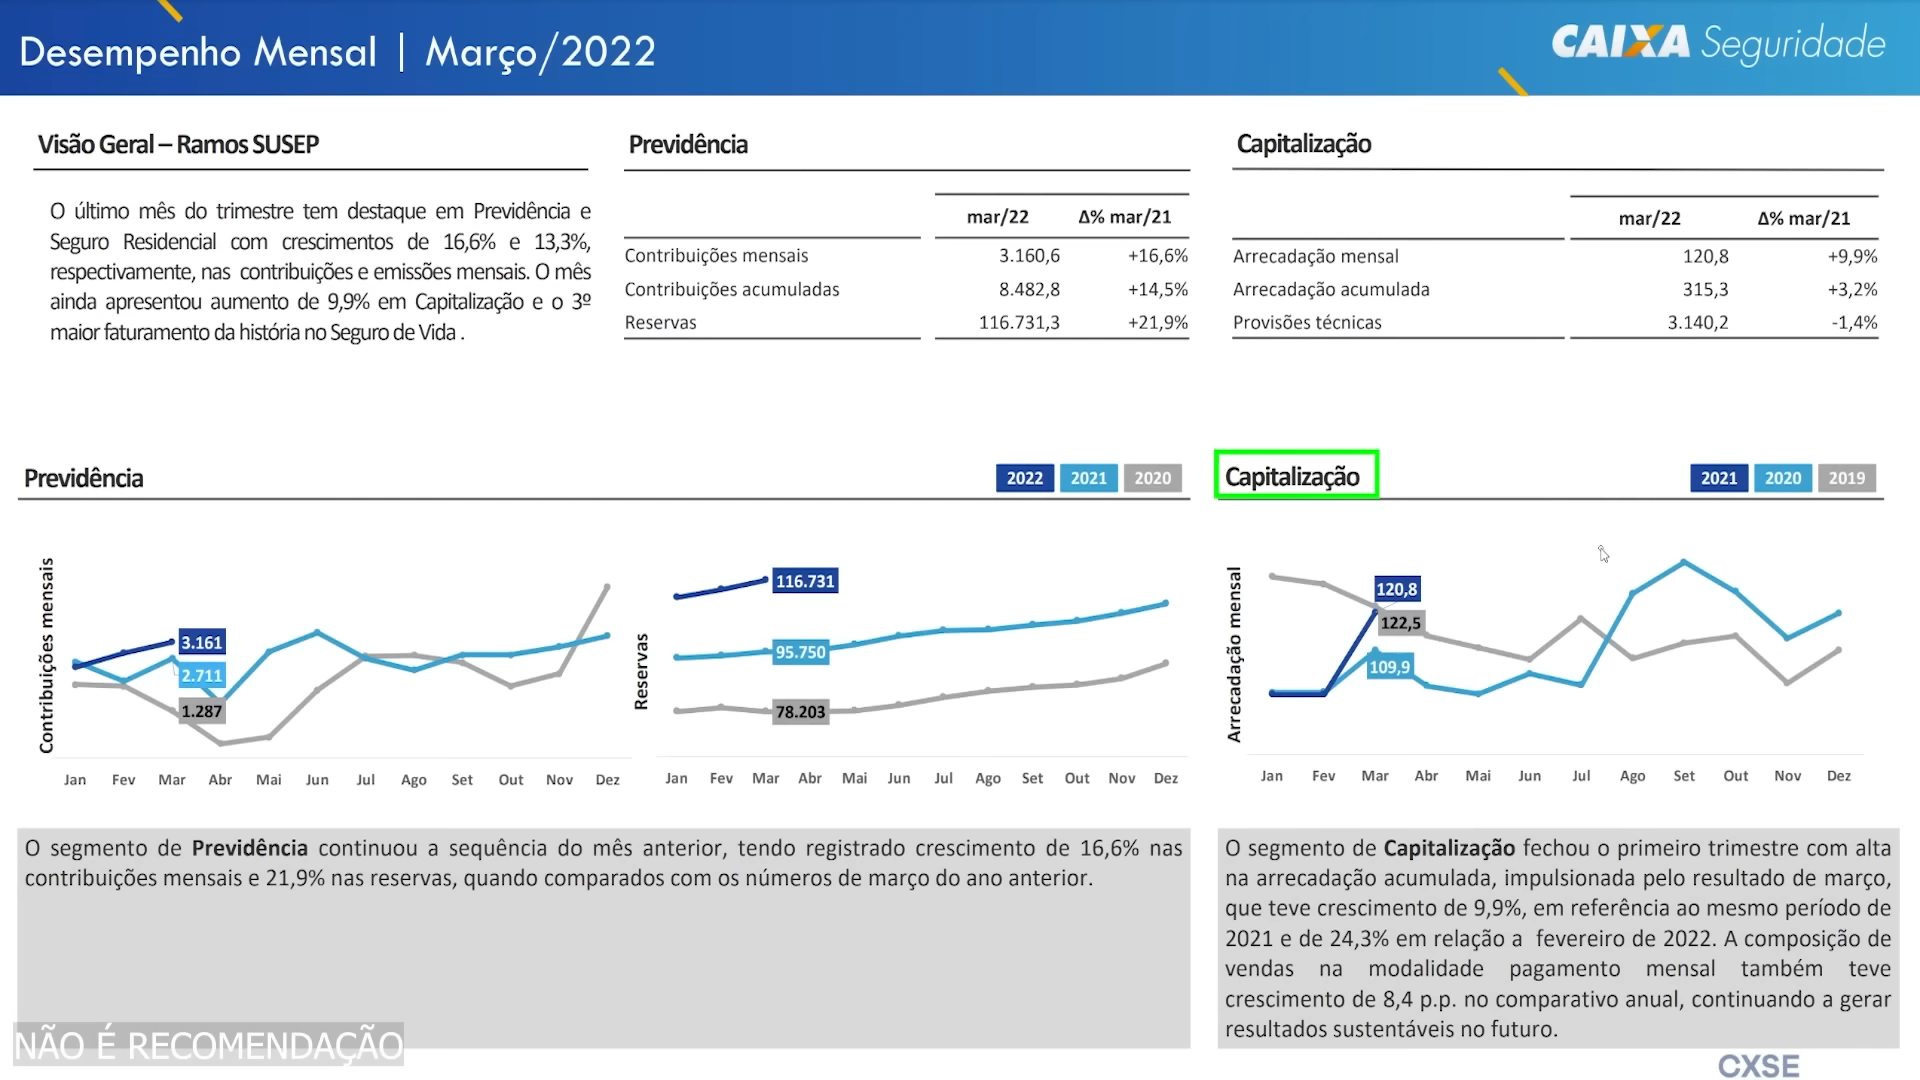 Desempenho Mensal | Março/2022
CAIXA Seguridade
Visão Geral – Ramos SUSEP
O último mês do trimestre tem destaque em Previdência e
Seguro Residencial com crescimentos de 16,6% e 13,3%,
respectivamente, nas contribuições e emissões mensais. O mês
ainda apresentou aumento de 9,9% em Capitalização e o 3º
maior faturamento da história no Seguro de Vida .
Previdência
mar/22 Δ% mar/21
Contribuições mensais 3.160,6 +16,6%
Contribuições acumuladas 8.482,8 +14,5%
Reservas 116.731,3 +21,9%
Capitalização
mar/22 Δ% mar/21
Arrecadação mensal 120,8 +9,9%
Arrecadação acumulada 315,3 +3,2%
Provisões técnicas 3.140,2 -1,4%
Previdência
2022 2021 2020
Contribuições mensais
3.161
2.711
1.287
Jan Fev Mar Abr Mai Jun Jul Ago Set Out Nov Dez
Reservas
116.731
95.750
78.203
Jan Fev Mar Abr Mai Jun Jul Ago Set Out Nov Dez
Capitalização
2021 2020 2019
Arrecadação mensal
120,8
122,5
109,9
Jan Fev Mar Abr Mai Jun Jul Ago Set Out Nov Dez
O segmento de Previdência continuou a sequência do mês anterior, tendo registrado crescimento de 16,6% nas
contribuições mensais e 21,9% nas reservas, quando comparados com os números de março do ano anterior.
O segmento de Capitalização fechou o primeiro trimestre com alta
na arrecadação acumulada, impulsionada pelo resultado de março,
que teve crescimento de 9,9%, em referência ao mesmo período de
2021 e de 24,3% em relação a fevereiro de 2022. A composição de
vendas na modalidade pagamento mensal também teve
crescimento de 8,4 p.p. no comparativo anual, continuando a gerar
resultados sustentáveis no futuro.
NÃO É RECOMENDAÇÃO
CXSE